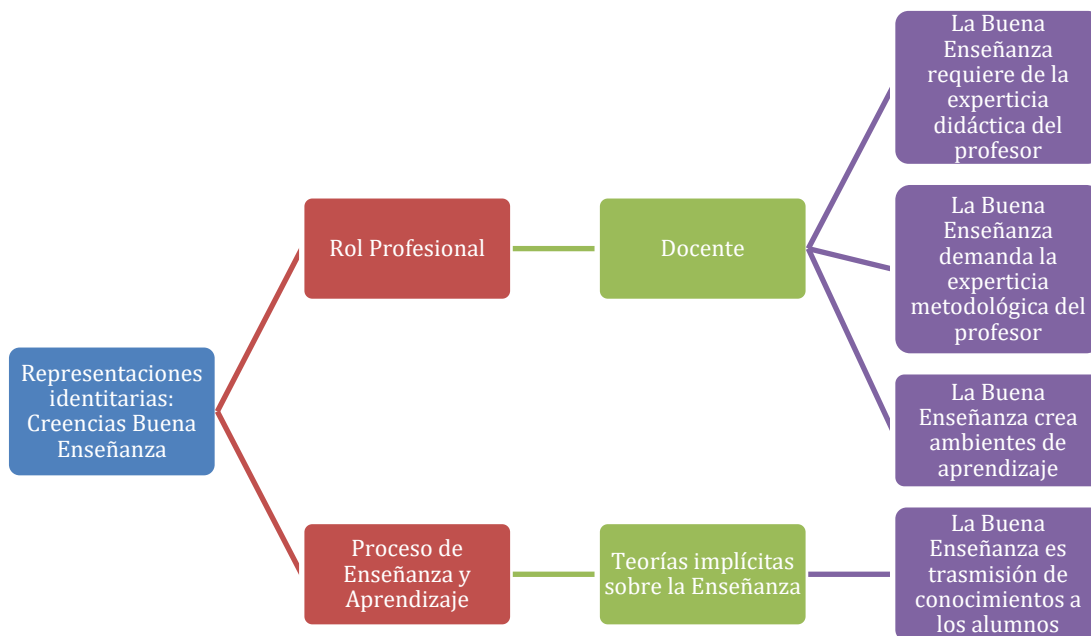 Representaciones
identitarias:
Creencias Buena
Enseñanza
Rol Profesional
Docente
La Buena
Enseñanza
requiere de la
experticia
didáctica del
profesor
La Buena
Enseñanza
demanda la
experticia
metodológica del
profesor
La Buena
Enseñanza crea
ambientes de
aprendizaje
Proceso de
Enseñanza y
Aprendizaje
Teorías implícitas
sobre la Enseñanza
La Buena
Enseñanza es
trasmisión de
conocimientos a
los alumnos